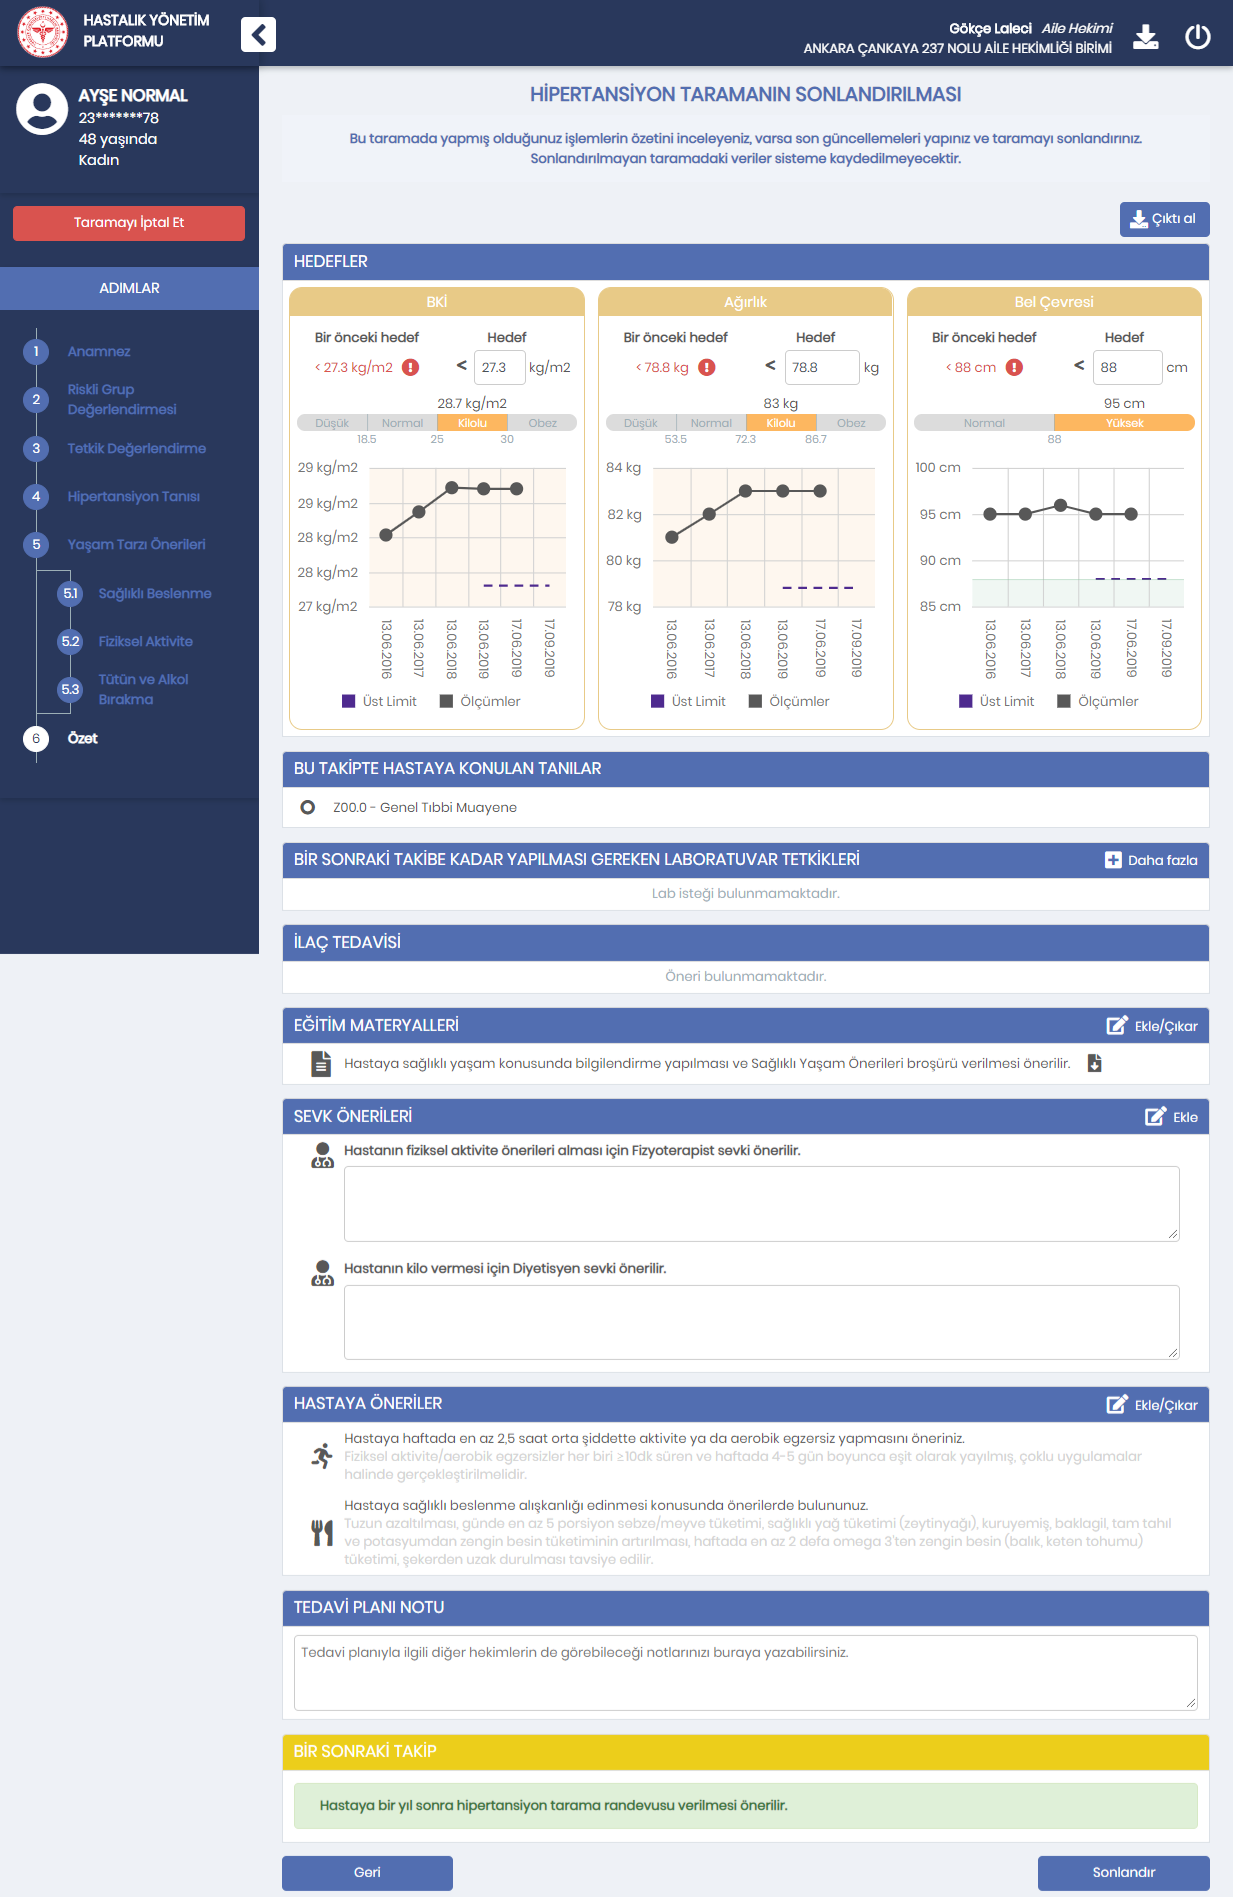 HASTALIK YÖNETİM
PLATFORMU
Gökçe Laleci Aile Hekimi
ANKARA ÇANKAYA 237 NOLU AİLE HEKİMLİĞİ BİRİMİ
AYŞE NORMAL
23*******78
48 yaşında
Kadın
Taramayı İptal Et
ADIMLAR
1 Anamnez
2 Riskli Grup
Değerlendirmesi
3 Tetkik Değerlendirme
4 Hipertansiyon Tanısı
5 Yaşam Tarzı Önerileri
5.1 Sağlıklı Beslenme
5.2 Fiziksel Aktivite
5.3 Tütün ve Alkol
Bırakma
6 Özet
HİPERTANSİYON TARAMANIN SONLANDIRILMASI
Bu taramada yapmış olduğunuz işlemlerin özetini inceleyeniz, varsa son güncellemeleri yapınız ve taramayı sonlandırınız.
Sonlandırılmayan taramadaki veriler sisteme kaydedilmeyecektir.
Çıktı al
HEDEFLER
BKİ
Bir önceki hedef Hedef
< 27.3 kg/m2 < 27.3 kg/m2
28.7 kg/m2
Düşük Normal Kilolu Obez
18.5 25 30
29 kg/m2
29 kg/m2
28 kg/m2
28 kg/m2
27 kg/m2
13.06.2016
13.06.2017
13.06.2018
13.06.2019
17.06.2019
17.09.2019
Üst Limit Ölçümler
Ağırlık
Bir önceki hedef Hedef
< 78.8 kg < 78.8 kg
83 kg
Düşük Normal Kilolu Obez
53.5 72.3 86.7
84 kg
82 kg
80 kg
78 kg
13.06.2016
13.06.2017
13.06.2018
13.06.2019
17.06.2019
17.09.2019
Üst Limit Ölçümler
Bel Çevresi
Bir önceki hedef Hedef
< 88 cm < 88 cm
95 cm
Normal Yüksek
88
100 cm
95 cm
90 cm
85 cm
13.06.2016
13.06.2017
13.06.2018
13.06.2019
17.06.2019
17.09.2019
Üst Limit Ölçümler
BU TAKİPTE HASTAYA KONULAN TANILAR
Z00.0 - Genel Tıbbi Muayene
BİR SONRAKİ TAKİBE KADAR YAPILMASI GEREKEN LABORATUVAR TETKİKLERİ Daha fazla
Lab isteği bulunmamaktadır.
İLAÇ TEDAVİSİ
Öneri bulunmamaktadır.
EĞİTİM MATERYALLERİ Ekle/Çıkar
Hastaya sağlıklı yaşam konusunda bilgilendirme yapılması ve Sağlıklı Yaşam Önerileri broşürü verilmesi önerilir.
SEVK ÖNERİLERİ Ekle
Hastanın fiziksel aktivite önerileri alması için Fizyoterapist sevki önerilir.
Hastanın kilo vermesi için Diyetisyen sevki önerilir.
HASTAYA ÖNERİLER Ekle/Çıkar
Hastaya haftada en az 2,5 saat orta şiddette aktivite ya da aerobik egzersiz yapmasını öneriniz.
Fiziksel aktivite/aerobik egzersizler her biri ≥10dk süren ve haftada 4-5 gün boyunca eşit olarak yayılmış, çoklu uygulamalar
halinde gerçekleştirilmelidir.
Hastaya sağlıklı beslenme alışkanlığı edinmesi konusunda önerilerde bulununuz.
Tuzun azaltılması, günde en az 5 porsiyon sebze/meyve tüketimi, sağlıklı yağ tüketimi (zeytinyağı), kuruyemiş, baklagil, tam tahıl
ve potasyumdan zengin besin tüketiminin artırılması, haftada en az 2 defa omega 3'ten zengin besin (balık, keten tohumu)
tüketimi, şekerden uzak durulması tavsiye edilir.
TEDAVİ PLANI NOTU
Tedavi planıyla ilgili diğer hekimlerin de görebileceği notlarınızı buraya yazabilirsiniz.
BİR SONRAKİ TAKİP
Hastaya bir yıl sonra hipertansiyon tarama randevusu verilmesi önerilir.
Geri Sonlandır